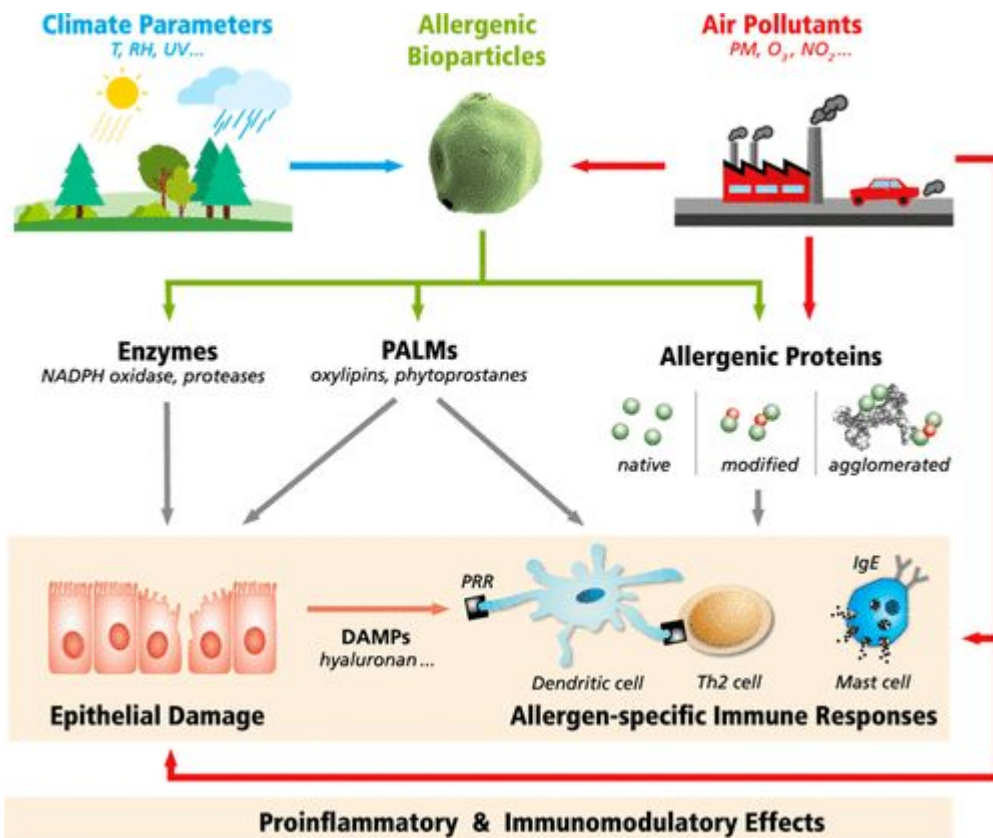 Climate Parameters
T, RH, UV...
Allergenic
Bioparticles
Air Pollutants
PM, O₃, NO₂...
Enzymes
NADPH oxidase, proteases
PALMs
oxylipins, phytoprostanes
Allergenic Proteins
native
modified
agglomerated
PRR
IgE
DAMPs
hyaluronan ...
Dendritic cell
Th2 cell
Mast cell
Epithelial Damage
Allergen-specific Immune Responses
Proinflammatory & Immunomodulatory Effects